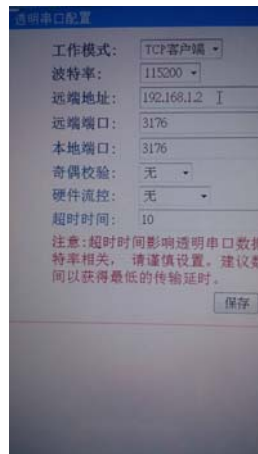 透明串口配置
工作模式： TCP客户端
波特率： 115200
远端地址： 192.168.1.2
远端端口： 3176
本地端口： 3176
奇偶校验： 无
硬件流控： 无
超时时间： 10
注意:超时时间影响透明串口数据
特率相关， 请谨慎设置。建议数
间以获得最低的传输延时。
保存